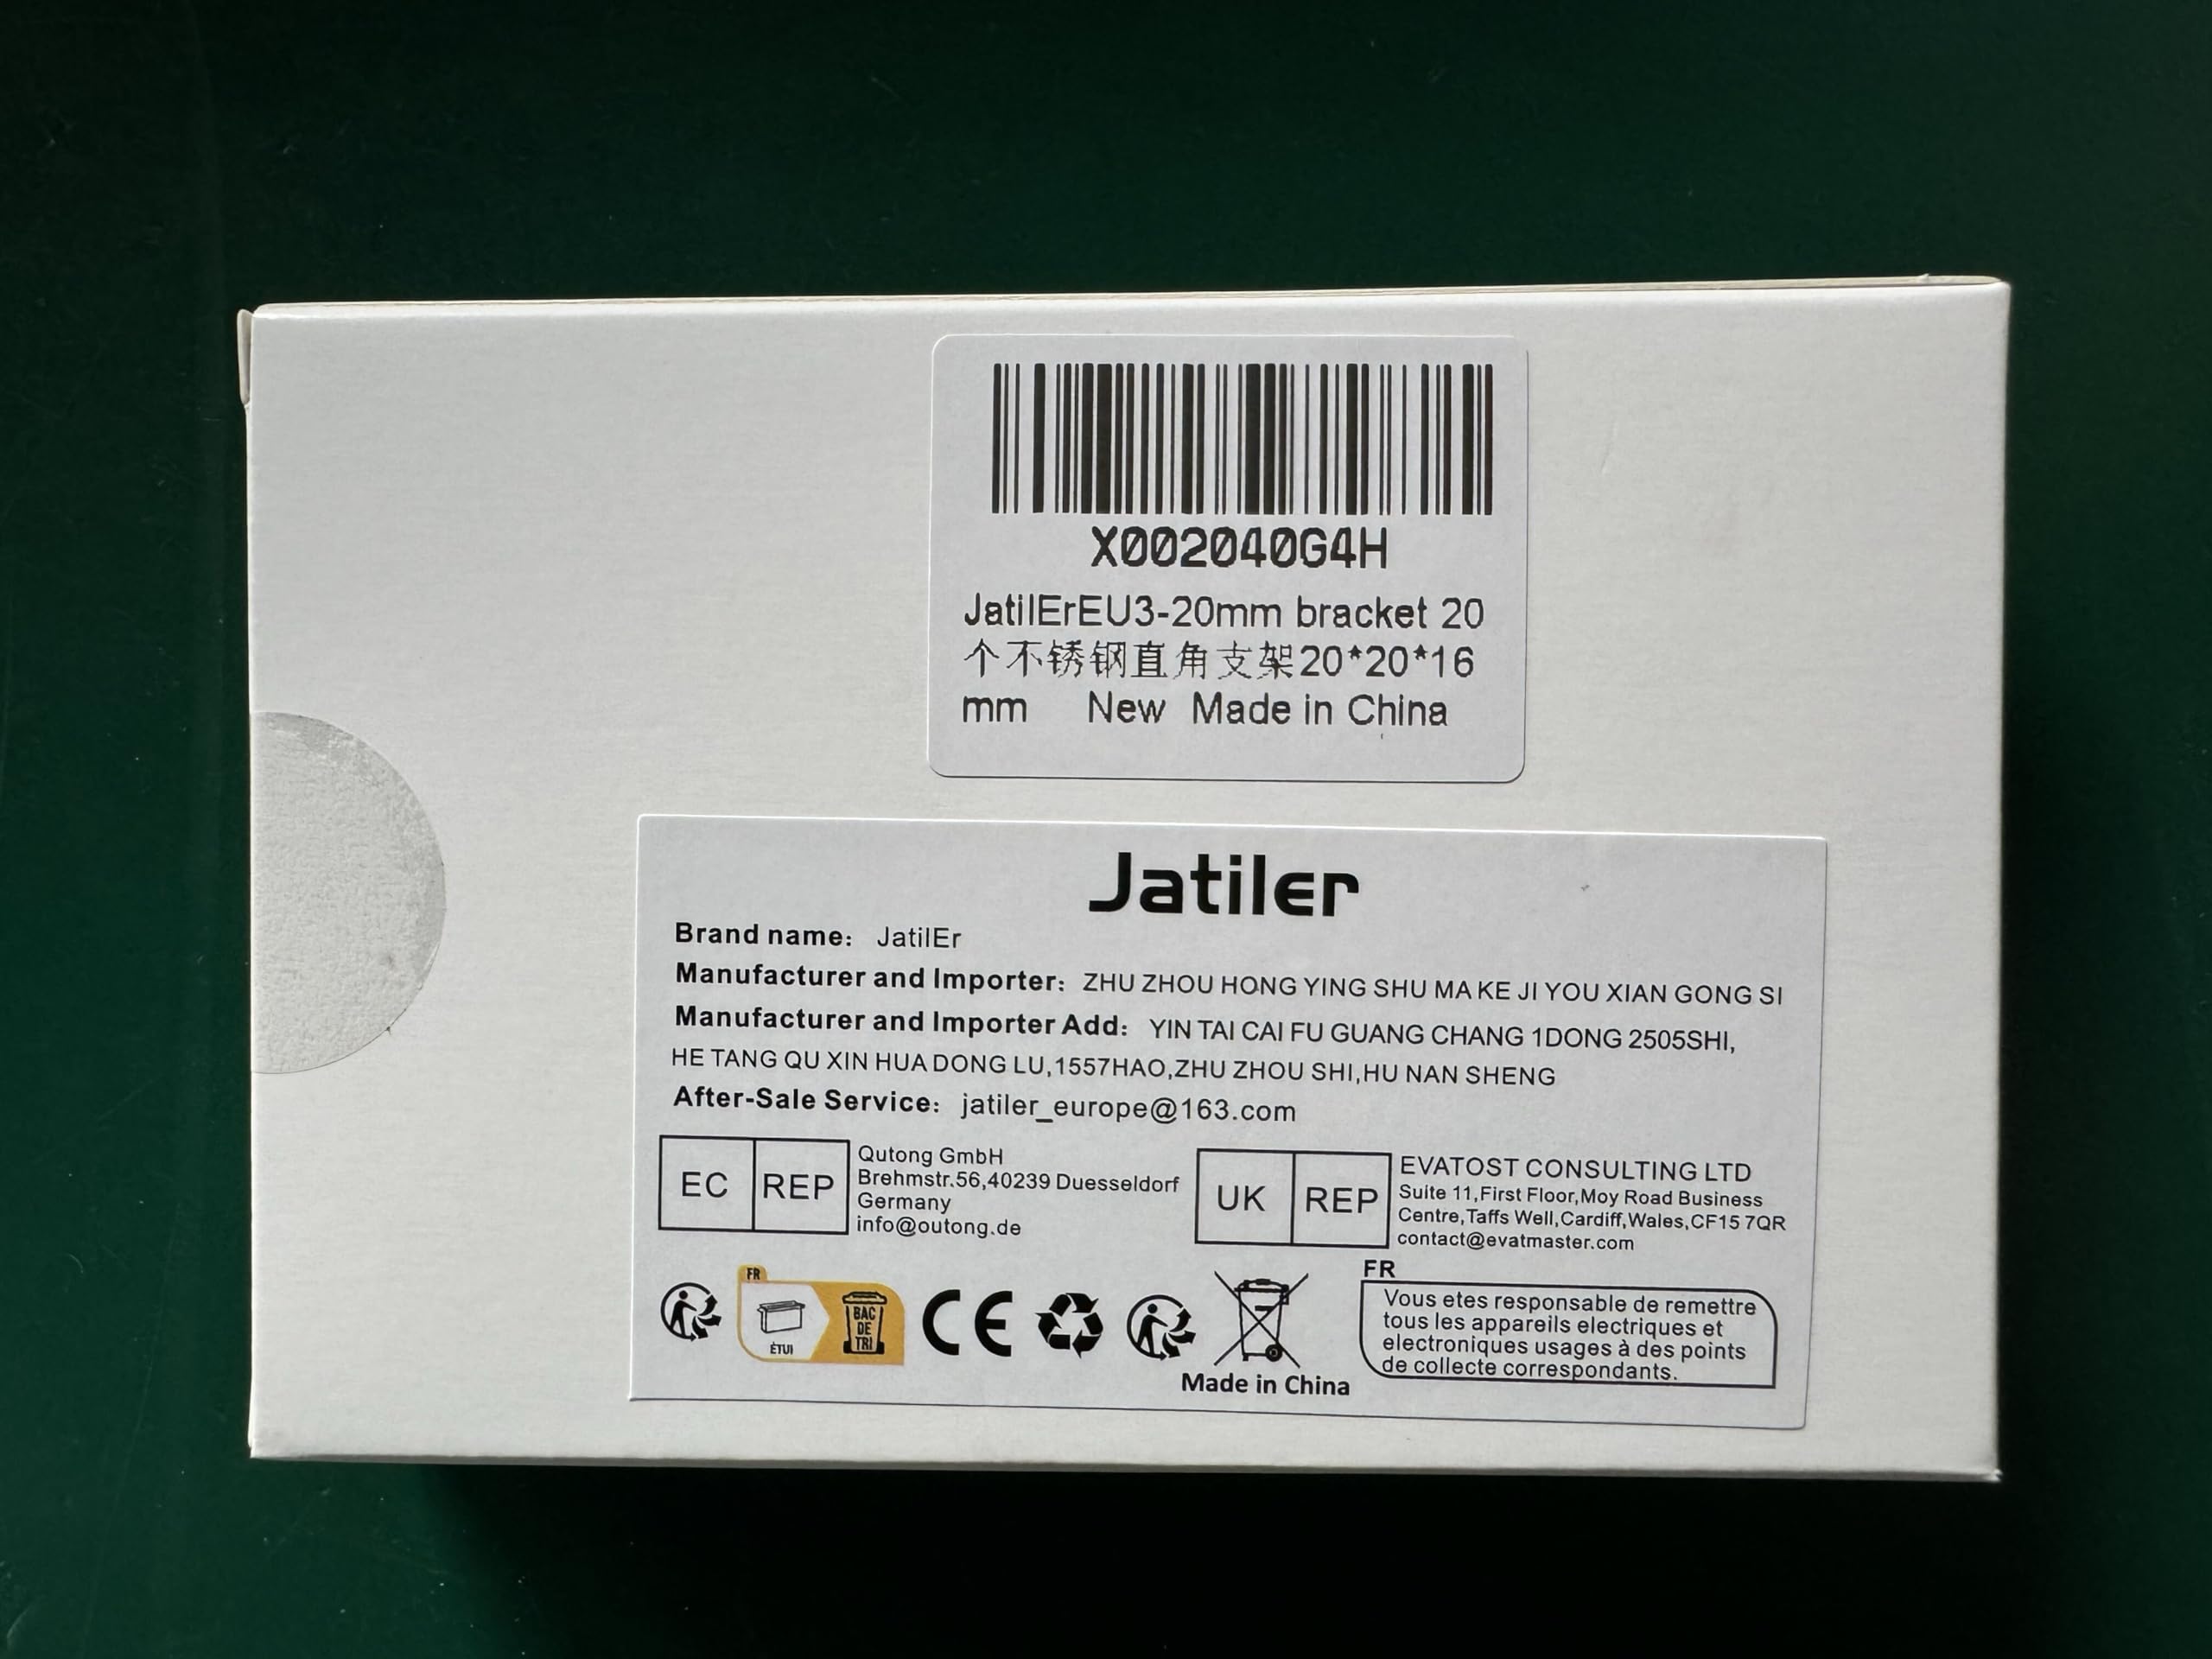 X002040G4H
JatilErEU3-20mm bracket 20
个不锈钢直角支架20*20*16
mm New Made in China
Jatiler
Brand name: JatilEr
Manufacturer and Importer: ZHU ZHOU HONG YING SHU MA KE JI YOU XIAN GONG SI
Manufacturer and Importer Add: YIN TAI CAI FU GUANG CHANG 1DONG 2505SHI,
HE TANG QU XIN HUA DONG LU,1557HAO,ZHU ZHOU SHI,HU NAN SHENG
After-Sale Service: jatiler_europe@163.com
EC REP
Qutong GmbH
Brehmstr.56,40239 Duesseldorf
Germany
info@outong.de
UK REP
EVATOST CONSULTING LTD
Suite 11,First Floor,Moy Road Business
Centre,Taffs Well,Cardiff,Wales,CF15 7QR
contact@evatmaster.com
FR
ÉTUI
BAC
DE
TRI
CE
Made in China
FR
Vous etes responsable de remettre
tous les appareils electriques et
electroniques usages à des points
de collecte correspondants.